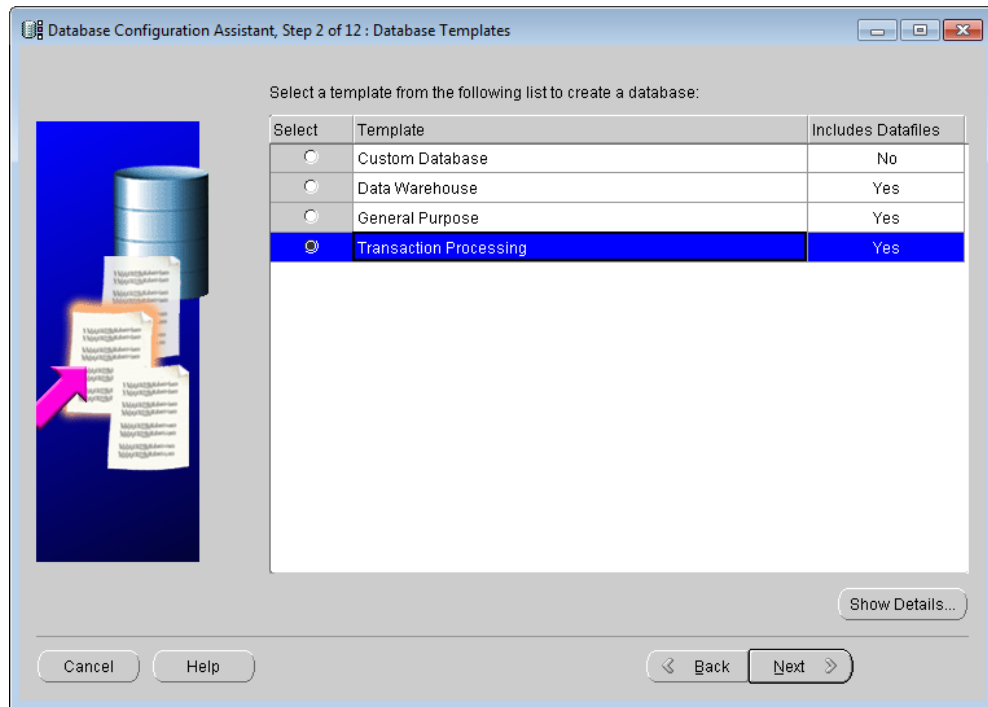 Database Configuration Assistant, Step 2 of 12 : Database Templates
Select a template from the following list to create a database:
Select Template Includes Datafiles
Custom Database No
Data Warehouse Yes
General Purpose Yes
Transaction Processing Yes
Show Details...
Cancel Help Back Next